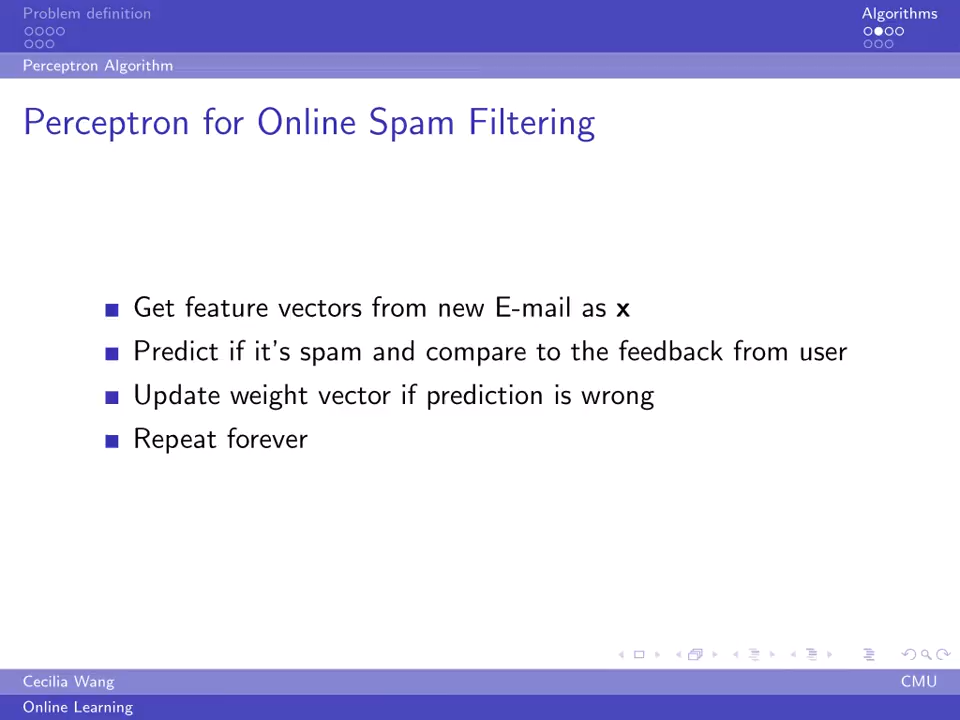 Problem definition
Algorithms
Perceptron Algorithm
Perceptron for Online Spam Filtering
Get feature vectors from new E-mail as x
Predict if it's spam and compare to the feedback from user
Update weight vector if prediction is wrong
Repeat forever
Cecilia Wang
CMU
Online Learning